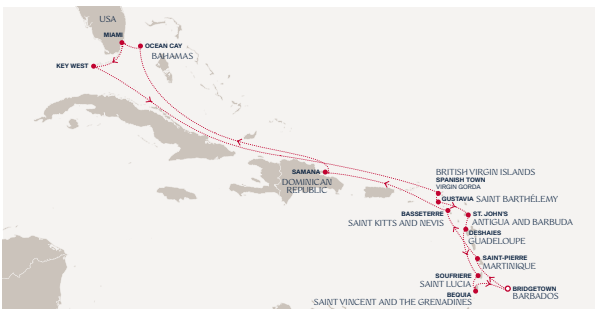 USA
MIAMI
OCEAN CAY
BAHAMAS
KEY WEST
SAMANA
DOMINICAN
REPUBLIC
BRITISH VIRGIN ISLANDS
SPANISH TOWN
VIRGIN GORDA
GUSTAVIA SAINT BARTHÉLEMY
BASSETERRE
SAINT KITTS AND NEVIS
ST. JOHN'S
ANTIGUA AND BARBUDA
DESHAIES
GUADELOUPE
SAINT-PIERRE
MARTINIQUE
SOUFRIERE
SAINT LUCIA
BEQUIA
SAINT VINCENT AND THE GRENADINES
BRIDGETOWN
BARBADOS